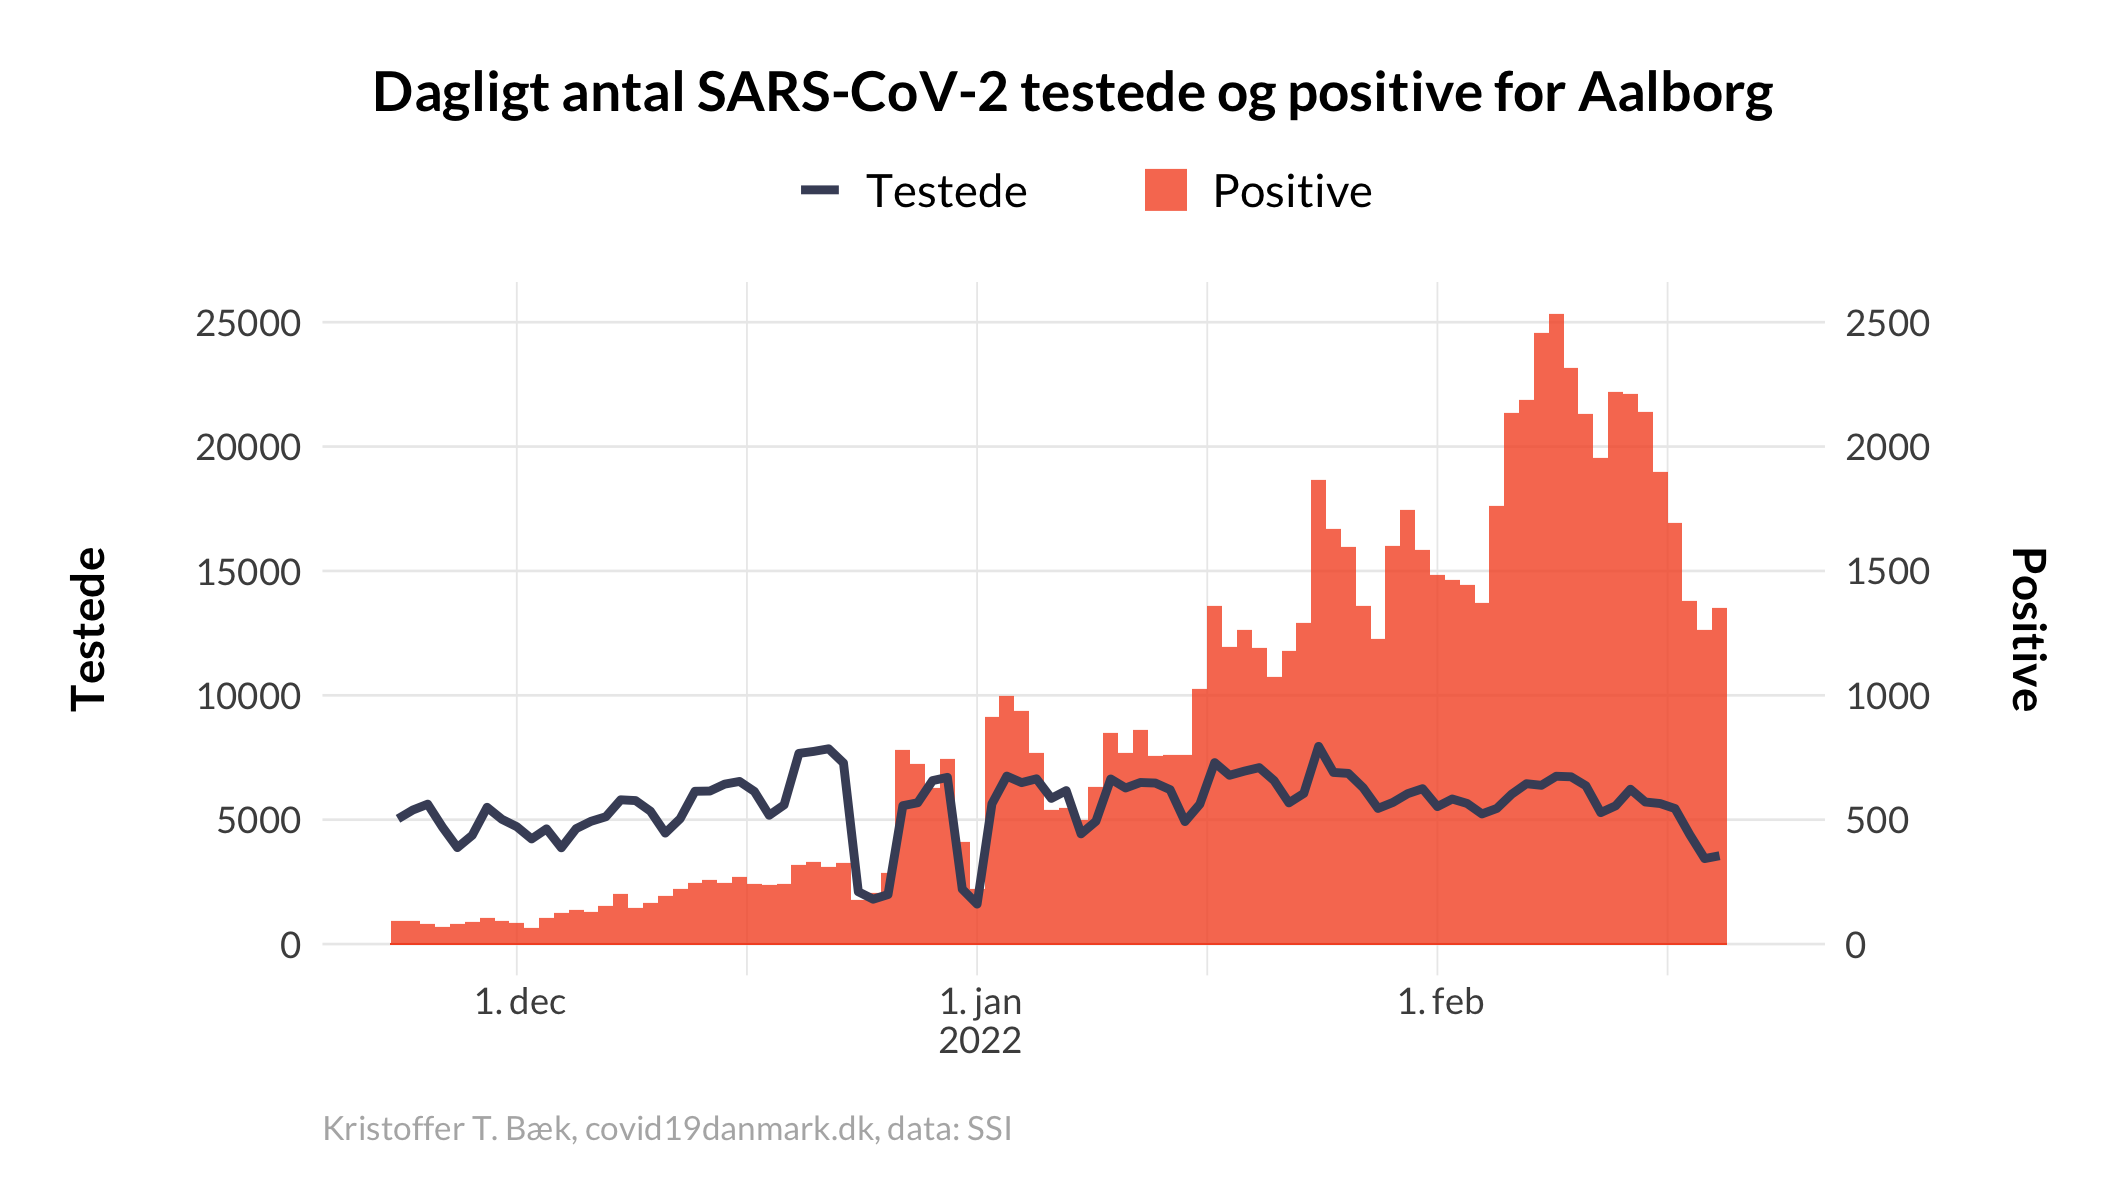 Dagligt antal SARS-CoV-2 testede og positive for Aalborg
Testede
Positive
25000
20000
15000
10000
5000
0
Testede
2500
2000
1500
1000
500
0
Positive
1. dec
1. jan
2022
1. feb
Kristoffer T. Bæk, covid19danmark.dk, data: SSI